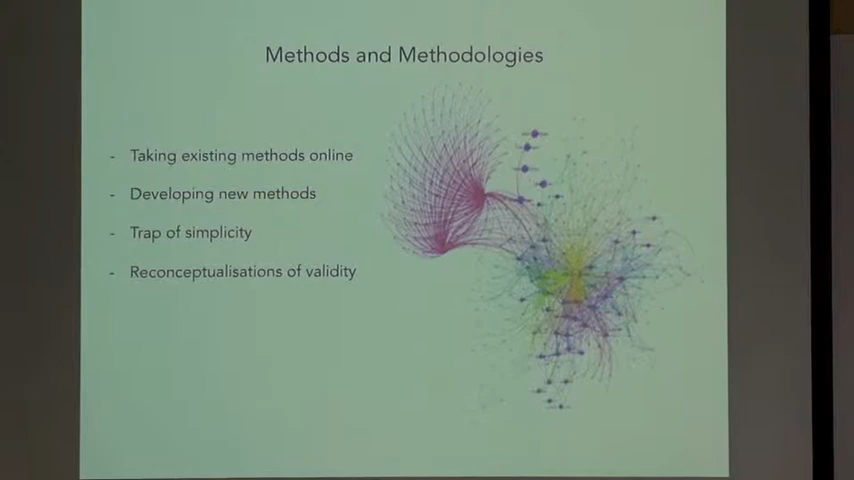 Methods and Methodologies
- Taking existing methods online
- Developing new methods
- Trap of simplicity
- Reconceptualisations of validity